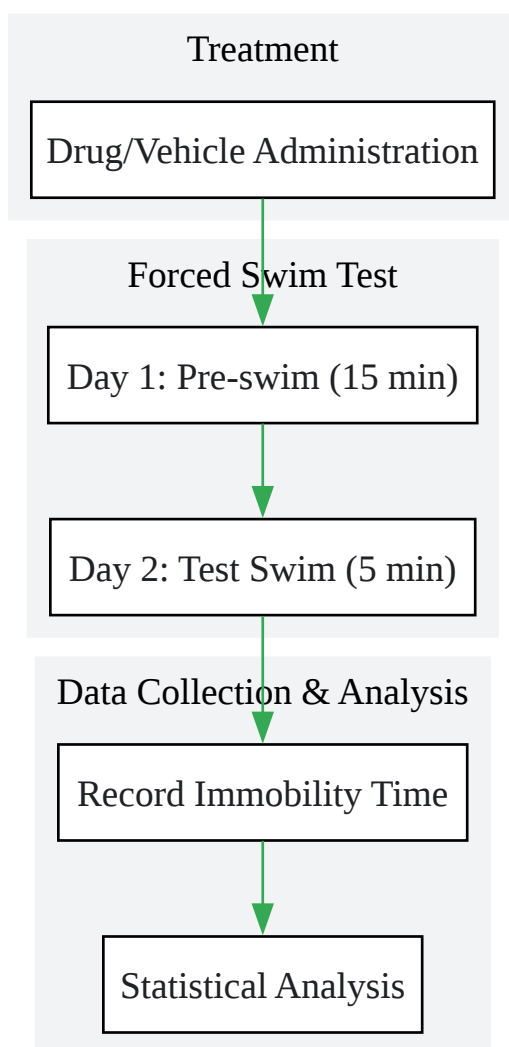 Treatment
Drug/Vehicle Administration
Forced Swim Test
Day 1: Pre-swim (15 min)
Day 2: Test Swim (5 min)
Data Collection & Analysis
Record Immobility Time
Statistical Analysis